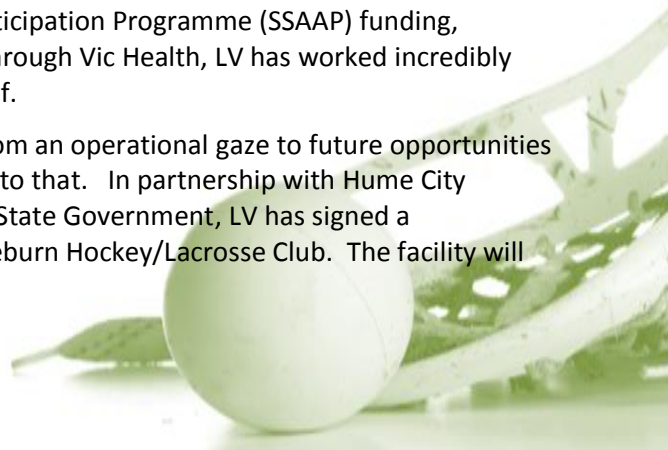 ticipation Programme (SSAAP) funding,
rough Vic Health, LV has worked incredibly
f.
om an operational gaze to future opportunities
to that. In partnership with Hume City
State Government, LV has signed a
eburn Hockey/Lacrosse Club. The facility will